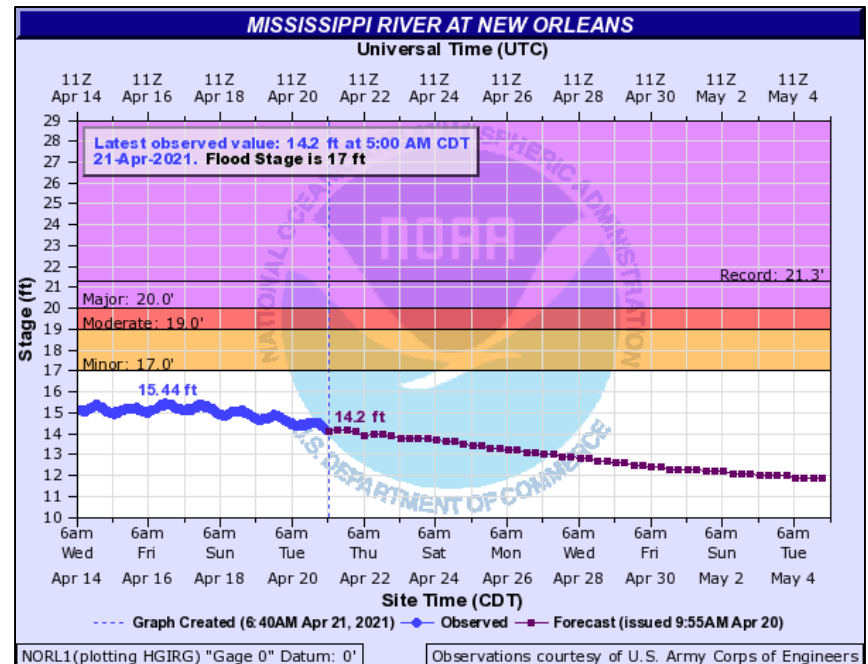 MISSISSIPPI RIVER AT NEW ORLEANS
Universal Time (UTC)
11Z 11Z 11Z 11Z 11Z 11Z 11Z 11Z 11Z 11Z 11Z
Apr 14 Apr 16 Apr 18 Apr 20 Apr 22 Apr 24 Apr 26 Apr 28 Apr 30 May 2 May 4
Latest observed value: 14.2 ft at 5:00 AM CDT
21-Apr-2021. Flood Stage is 17 ft
NATIONAL OCEANIC AND ATMOSPHERIC ADMINISTRATION
NOAA
U.S. DEPARTMENT OF COMMERCE
Stage (ft)
29
28
27
26
25
24
23
22
21
20
19
18
17
16
15
14
13
12
11
10
Record: 21.3'
Major: 20.0'
Moderate: 19.0'
Minor: 17.0'
15.44 ft
14.2 ft
6am 6am 6am 6am 6am 6am 6am 6am 6am 6am 6am
Wed Fri Sun Tue Thu Sat Mon Wed Fri Sun Tue
Apr 14 Apr 16 Apr 18 Apr 20 Apr 22 Apr 24 Apr 26 Apr 28 Apr 30 May 2 May 4
Site Time (CDT)
Graph Created (6:40AM Apr 21, 2021) Observed Forecast (issued 9:55AM Apr 20)
NORL1(plotting HGIRG) "Gage 0" Datum: 0'
Observations courtesy of U.S. Army Corps of Engineers